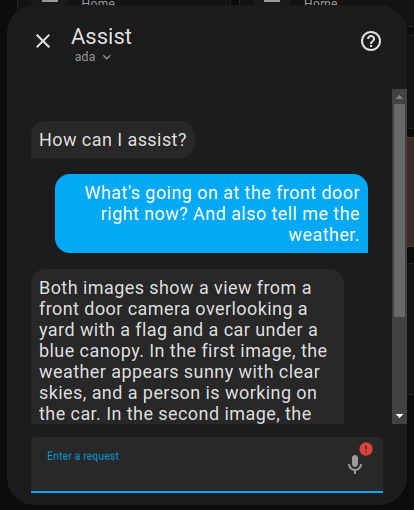 Home
Home
Assist
ada
How can I assist?
What's going on at the front door
right now? And also tell me the
weather.
Both images show a view from a
front door camera overlooking a
yard with a flag and a car under a
blue canopy. In the first image, the
weather appears sunny with clear
skies, and a person is working on
the car. In the second image, the
Enter a request